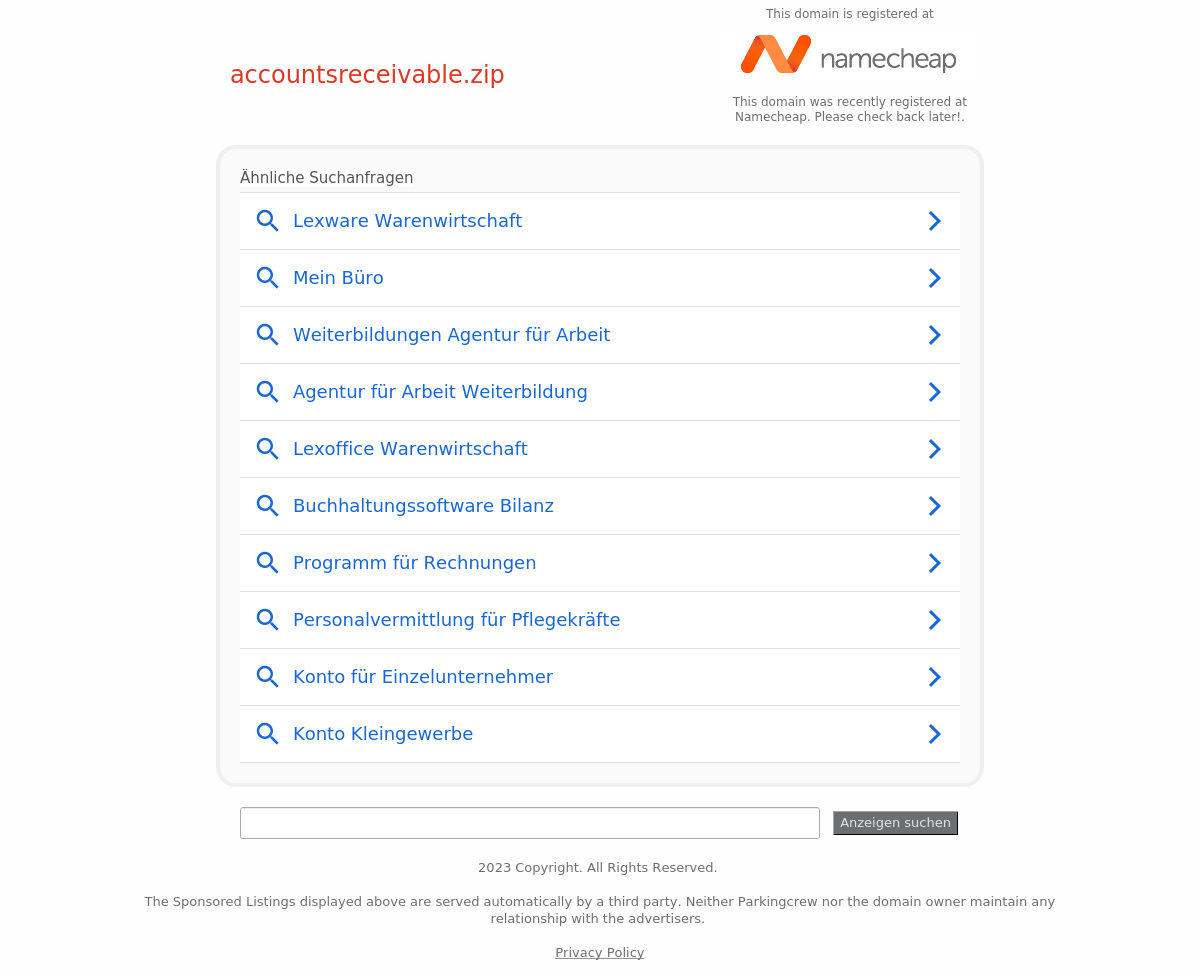 This domain is registered at
namecheap
accountsreceivable.zip
This domain was recently registered at
Namecheap. Please check back later!.
Ähnliche Suchanfragen
Lexware Warenwirtschaft
Mein Büro
Weiterbildungen Agentur für Arbeit
Agentur für Arbeit Weiterbildung
Lexoffice Warenwirtschaft
Buchhaltungssoftware Bilanz
Programm für Rechnungen
Personalvermittlung für Pflegekräfte
Konto für Einzelunternehmer
Konto Kleingewerbe
Anzeigen suchen
2023 Copyright. All Rights Reserved.
The Sponsored Listings displayed above are served automatically by a third party. Neither Parkingcrew nor the domain owner maintain any
relationship with the advertisers.
Privacy Policy